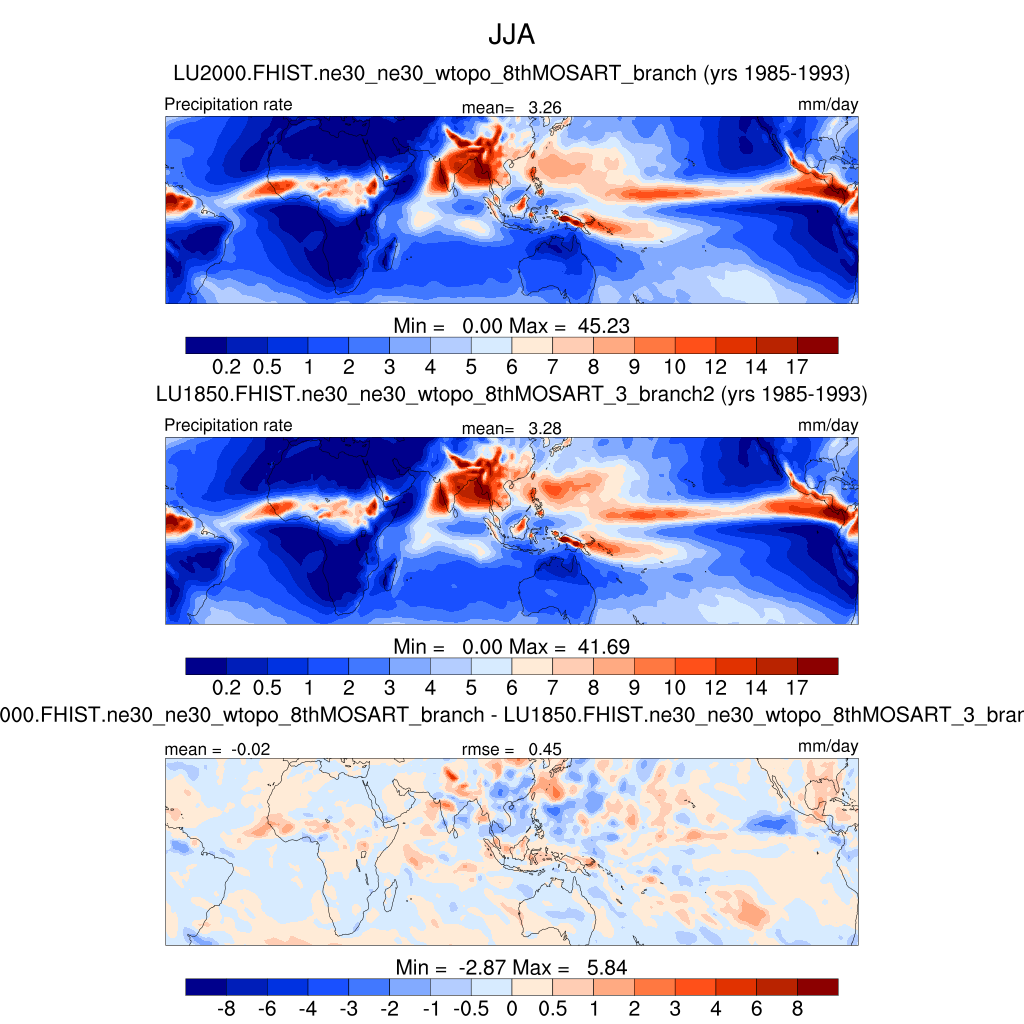 JJA
LU2000.FHIST.ne30_ne30_wtopo_8thMOSART_branch (yrs 1985-1993)
Precipitation rate mean= 3.26 mm/day
Min = 0.00 Max = 45.23
0.2 0.5 1 2 3 4 5 6 7 8 9 10 12 14 17
LU1850.FHIST.ne30_ne30_wtopo_8thMOSART_3_branch2 (yrs 1985-1993)
Precipitation rate mean= 3.28 mm/day
Min = 0.00 Max = 41.69
0.2 0.5 1 2 3 4 5 6 7 8 9 10 12 14 17
000.FHIST.ne30_ne30_wtopo_8thMOSART_branch - LU1850.FHIST.ne30_ne30_wtopo_8thMOSART_3_bran
mean = -0.02 rmse = 0.45 mm/day
Min = -2.87 Max = 5.84
-8 -6 -4 -3 -2 -1 -0.5 0 0.5 1 2 3 4 6 8